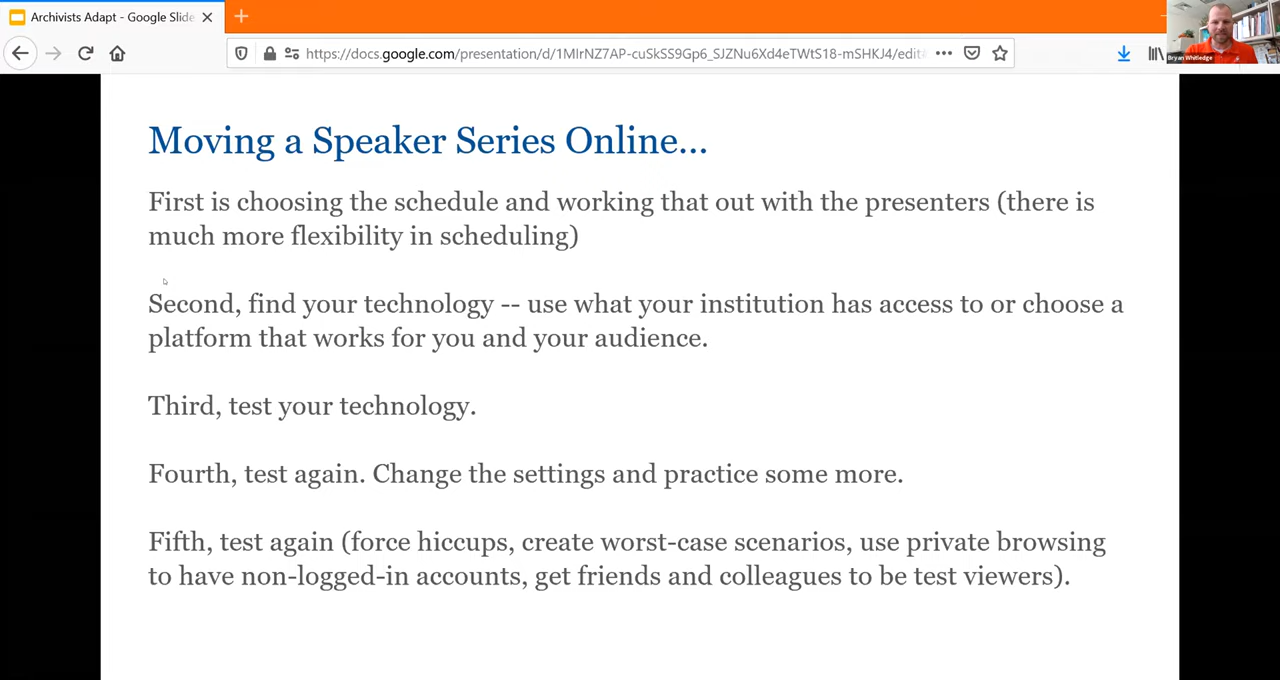 Archivists Adapt - Google Slide
https://docs.google.com/presentation/d/1MIrNZ7AP-cuSkSS9Gp6_SJZNu6Xd4eTWtS18-mSHKJ4/edit
Bryan Whitledge
Moving a Speaker Series Online...
First is choosing the schedule and working that out with the presenters (there is
much more flexibility in scheduling)
Second, find your technology -- use what your institution has access to or choose a
platform that works for you and your audience.
Third, test your technology.
Fourth, test again. Change the settings and practice some more.
Fifth, test again (force hiccups, create worst-case scenarios, use private browsing
to have non-logged-in accounts, get friends and colleagues to be test viewers).